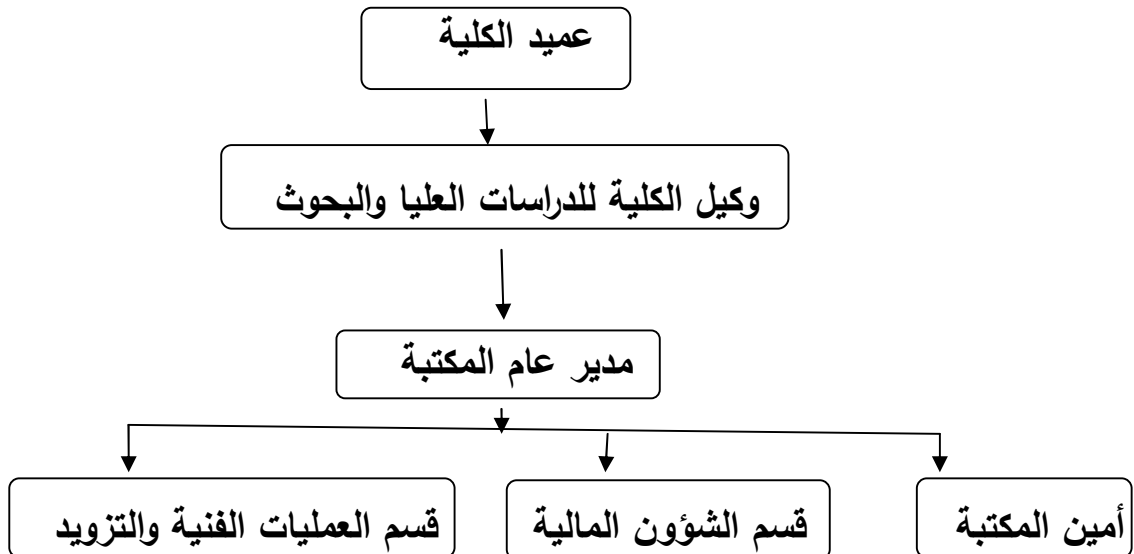 عميد الكلية
وكيل الكلية للدراسات العليا والبحوث
مدير عام المكتبة
أمين المكتبة
قسم الشؤون المالية
قسم العمليات الفنية والتزويد